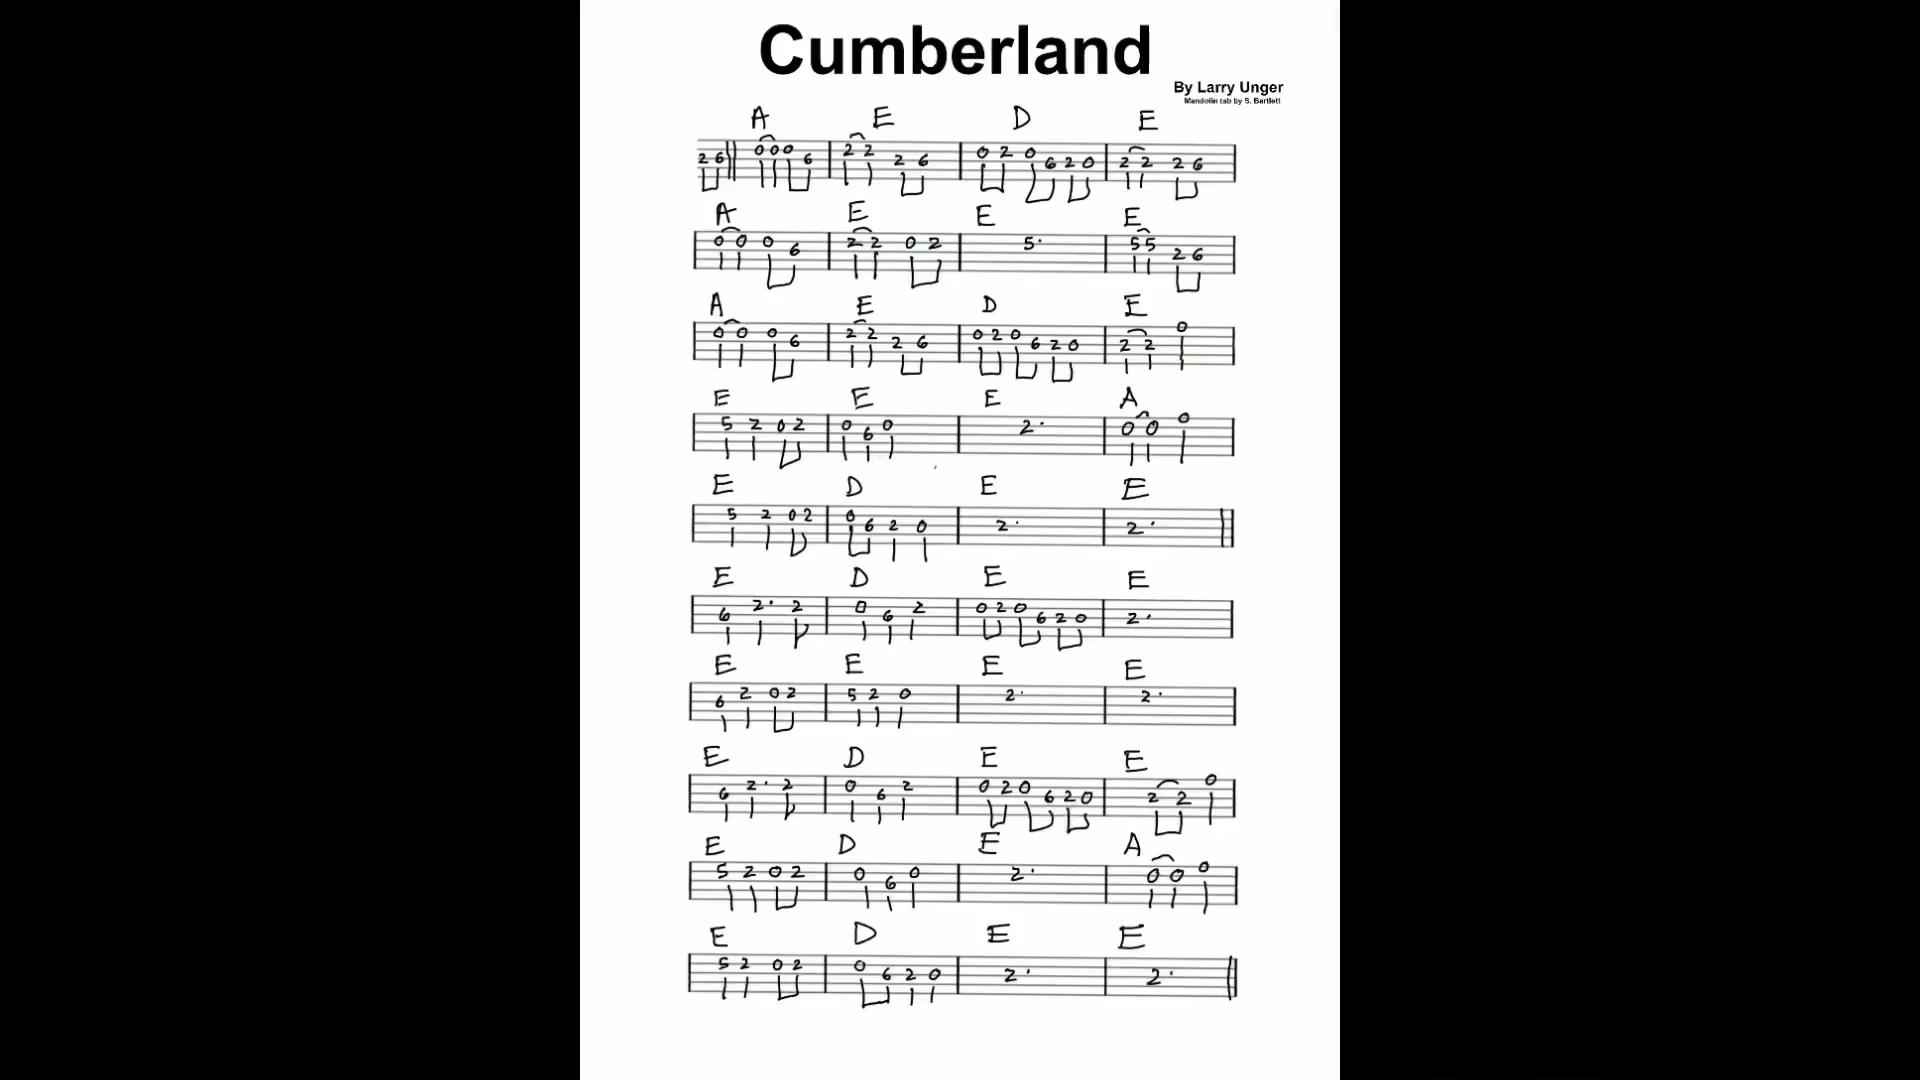 Cumberland
By Larry Unger
Mandolin tab by S. Bartlett
A E D E
2 6 0 0 0 6 2 2 2 6 0 2 0 6 2 0 2 2 2 6
A E E E
0 0 0 6 2 2 0 2 5. 5 5 2 6
A E D E
0 0 0 6 2 2 2 6 0 2 0 6 2 0 2 2 0
E E E A
5 2 0 2 0 6 0 2. 0 0 0
E D E E
5 2 0 2 0 6 2 0 2. 2.
E D E E
6 2. 2 0 6 2 0 2 0 6 2 0 2.
E E E E
6 2 0 2 5 2 0 2. 2.
E D E E
6 2. 2 0 6 2 0 2 0 6 2 0 2 2 0
E D E A
5 2 0 2 0 6 0 2. 0 0 0
E D E E
5 2 0 2 0 6 2 0 2. 2.